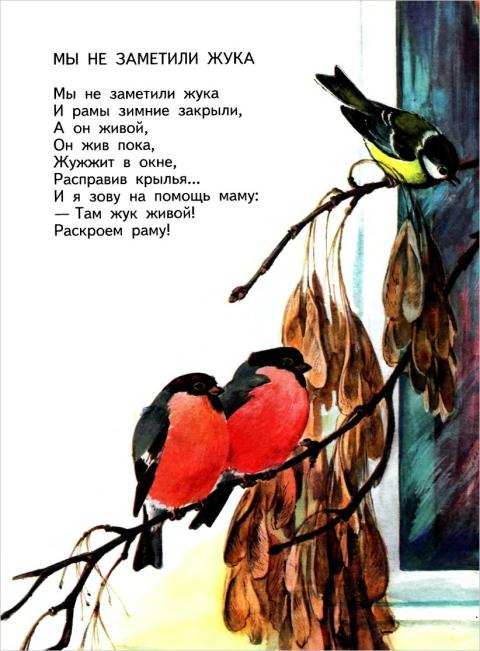 МЫ НЕ ЗАМЕТИЛИ ЖУКА
Мы не заметили жука
И рамы зимние закрыли,
А он живой,
Он жив пока,
Жужжит в окне,
Расправив крылья...
И я зову на помощь маму:
— Там жук живой!
Раскроем раму!